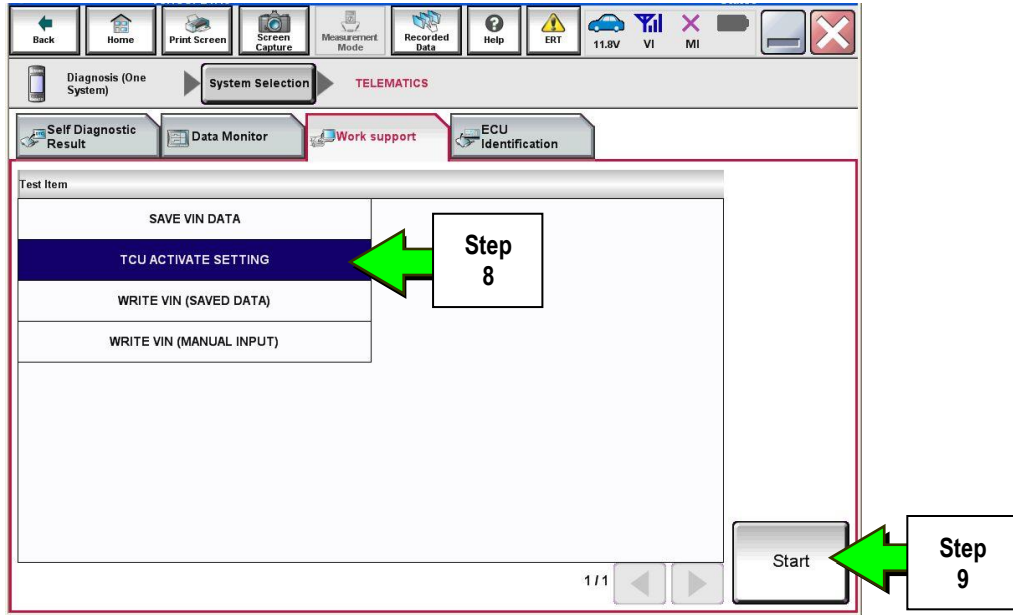 Back
Home
Print Screen
Screen
Capture
Measurement
Mode
Recorded
Data
Help
ERT
11.8V
VI
MI
Diagnosis (One
System)
System Selection
TELEMATICS
Self Diagnostic
Result
Data Monitor
Work support
ECU
Identification
Test Item
SAVE VIN DATA
TCU ACTIVATE SETTING
WRITE VIN (SAVED DATA)
WRITE VIN (MANUAL INPUT)
Step
8
1/1
Start
Step
9